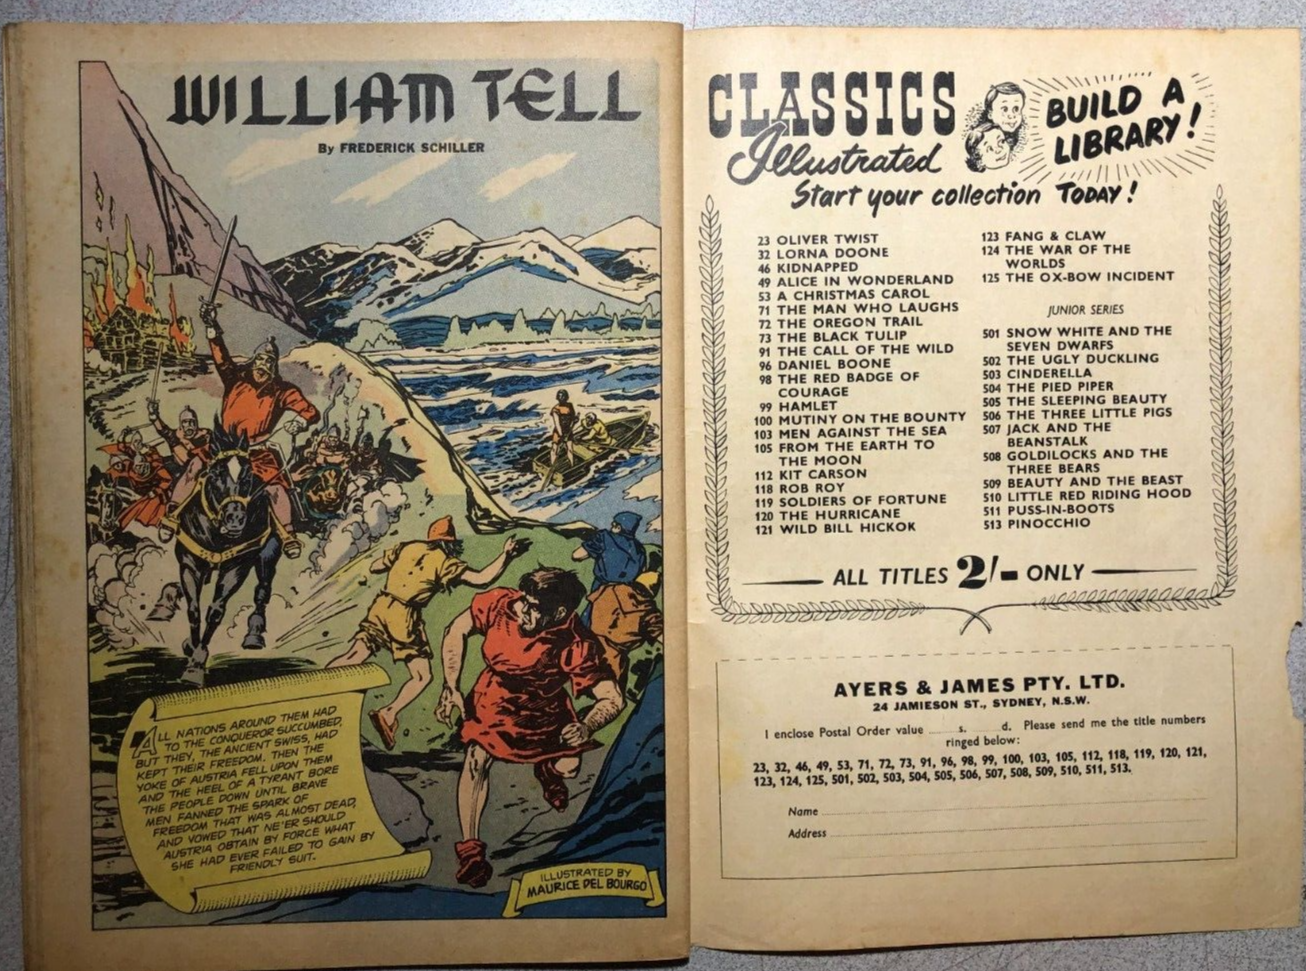 WILLIAM TELL
By FREDERICK SCHILLER
ALL NATIONS AROUND THEM HAD
TO THE CONQUEROR SUCCUMBED,
BUT THEY, THE ANCIENT SWISS, HAD
KEPT THEIR FREEDOM. THEN THE
YOKE OF AUSTRIA FELL UPON THEM
AND THE HEEL OF A TYRANT BORE
THE PEOPLE DOWN UNTIL BRAVE
MEN FANNED THE SPARK OF
FREEDOM THAT WAS ALMOST DEAD,
AND VOWED THAT NE'ER SHOULD
AUSTRIA OBTAIN BY FORCE WHAT
SHE HAD EVER FAILED TO GAIN BY
FRIENDLY SUIT.
ILLUSTRATED BY
MAURICE DEL BOURGO
CLASSICS
Illustrated
BUILD A
LIBRARY!
Start your collection TODAY!
23 OLIVER TWIST
32 LORNA DOONE
46 KIDNAPPED
49 ALICE IN WONDERLAND
53 A CHRISTMAS CAROL
71 THE MAN WHO LAUGHS
72 THE OREGON TRAIL
73 THE BLACK TULIP
91 THE CALL OF THE WILD
96 DANIEL BOONE
98 THE RED BADGE OF
COURAGE
99 HAMLET
100 MUTINY ON THE BOUNTY
103 MEN AGAINST THE SEA
105 FROM THE EARTH TO
THE MOON
112 KIT CARSON
118 ROB ROY
119 SOLDIERS OF FORTUNE
120 THE HURRICANE
121 WILD BILL HICKOK
123 FANG & CLAW
124 THE WAR OF THE
WORLDS
125 THE OX-BOW INCIDENT
JUNIOR SERIES
501 SNOW WHITE AND THE
SEVEN DWARFS
502 THE UGLY DUCKLING
503 CINDERELLA
504 THE PIED PIPER
505 THE SLEEPING BEAUTY
506 THE THREE LITTLE PIGS
507 JACK AND THE
BEANSTALK
508 GOLDILOCKS AND THE
THREE BEARS
509 BEAUTY AND THE BEAST
510 LITTLE RED RIDING HOOD
511 PUSS-IN-BOOTS
513 PINOCCHIO
ALL TITLES 2/- ONLY
AYERS & JAMES PTY. LTD.
24 JAMIESON ST., SYDNEY, N.S.W.
I enclose Postal Order value ........ s. ........ d. Please send me the title numbers
ringed below:
23, 32, 46, 49, 53, 71, 72, 73, 91, 96, 98, 99, 100, 103, 105, 112, 118, 119, 120, 121,
123, 124, 125, 501, 502, 503, 504, 505, 506, 507, 508, 509, 510, 511, 513.
Name
Address